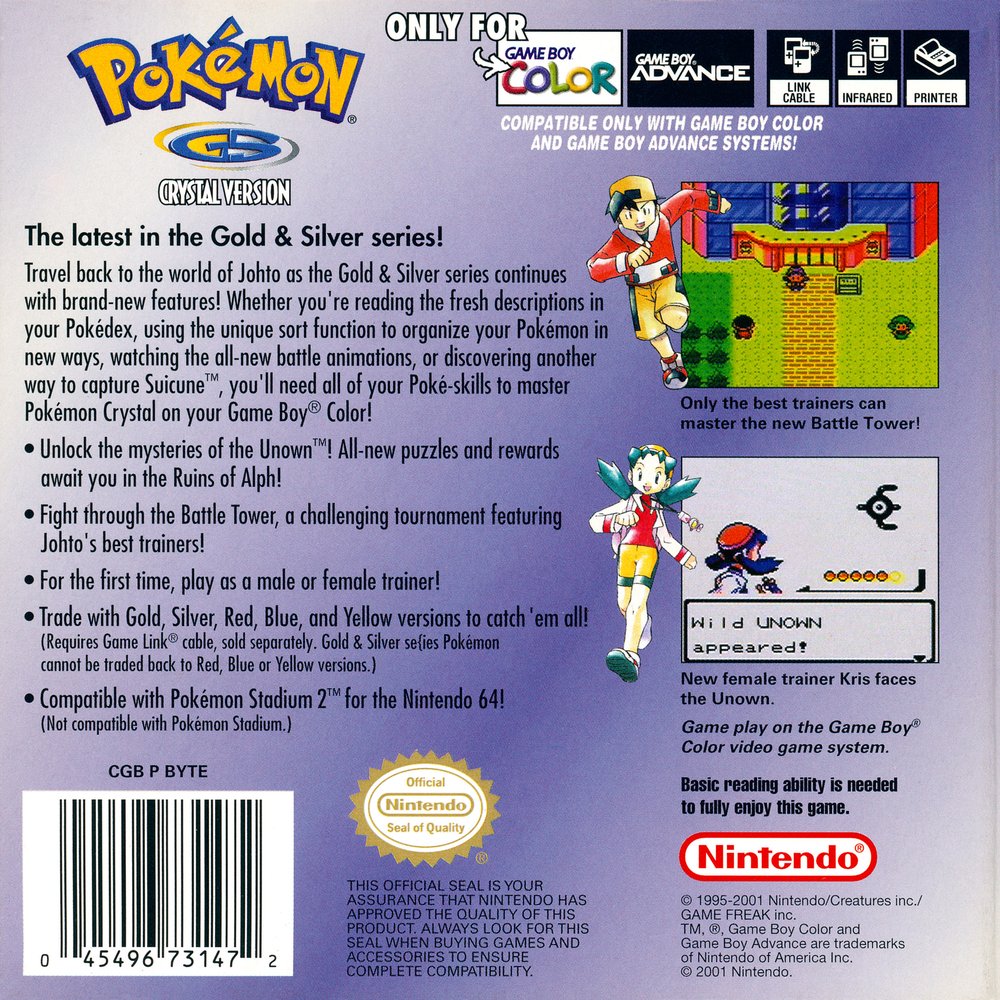 POKéMON®
GS
CRYSTAL VERSION
ONLY FOR
GAME BOY
COLOR
GAME BOY®
ADVANCE
LINK
CABLE
INFRARED
PRINTER
COMPATIBLE ONLY WITH GAME BOY COLOR
AND GAME BOY ADVANCE SYSTEMS!
The latest in the Gold & Silver series!
Travel back to the world of Johto as the Gold & Silver series continues
with brand-new features! Whether you're reading the fresh descriptions in
your Pokédex, using the unique sort function to organize your Pokémon in
new ways, watching the all-new battle animations, or discovering another
way to capture Suicune™, you'll need all of your Poké-skills to master
Pokémon Crystal on your Game Boy® Color!
• Unlock the mysteries of the Unown™! All-new puzzles and rewards
await you in the Ruins of Alph!
• Fight through the Battle Tower, a challenging tournament featuring
Johto's best trainers!
• For the first time, play as a male or female trainer!
• Trade with Gold, Silver, Red, Blue, and Yellow versions to catch 'em all!
(Requires Game Link® cable, sold separately. Gold & Silver se{ies Pokémon
cannot be traded back to Red, Blue or Yellow versions.)
• Compatible with Pokémon Stadium 2™ for the Nintendo 64!
(Not compatible with Pokémon Stadium.)
Only the best trainers can
master the new Battle Tower!
Wild UNOWN
appeared!
New female trainer Kris faces
the Unown.
Game play on the Game Boy®
Color video game system.
Basic reading ability is needed
to fully enjoy this game.
CGB P BYTE
0 45496 73147 2
Official
Nintendo
Seal of Quality
®
THIS OFFICIAL SEAL IS YOUR
ASSURANCE THAT NINTENDO HAS
APPROVED THE QUALITY OF THIS
PRODUCT. ALWAYS LOOK FOR THIS
SEAL WHEN BUYING GAMES AND
ACCESSORIES TO ENSURE
COMPLETE COMPATIBILITY.
Nintendo®
© 1995-2001 Nintendo/Creatures inc./
GAME FREAK inc.
TM, ®, Game Boy Color and
Game Boy Advance are trademarks
of Nintendo of America Inc.
© 2001 Nintendo.